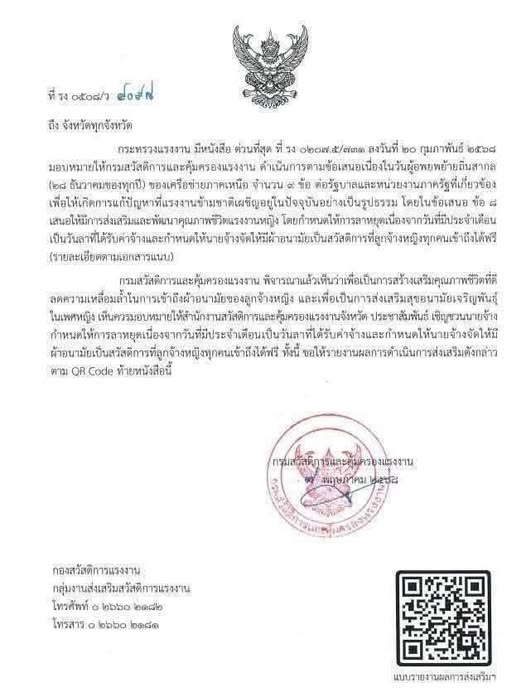 ที่ รง ๐๕๐๘/ว
ถึง จังหวัดทุกจังหวัด
กระทรวงแรงงาน มีหนังสือ ด่วนที่สุด ที่ รง ๐๒๐๗.๕/๗๓๑ ลงวันที่ ๒๐ กุมภาพันธ์ ๒๕๖๘
มอบหมายให้กรมสวัสดิการและคุ้มครองแรงงาน ดำเนินการตามข้อเสนอเนื่องในวันผู้อพยพย้ายถิ่นสากล
(๒๘ ธันวาคมของทุกปี) ของเครือข่ายภาคเหนือ จำนวน ๙ ข้อ ต่อรัฐบาลและหน่วยงานภาครัฐที่เกี่ยวข้อง
เพื่อให้เกิดการแก้ปัญหาที่แรงงานข้ามชาติเผชิญอยู่ในปัจจุบันอย่างเป็นรูปธรรม โดยในข้อเสนอ ข้อ ๘
เสนอให้มีการส่งเสริมและพัฒนาคุณภาพชีวิตแรงงานหญิง โดยกำหนดให้การลาหยุดเนื่องจากวันที่มีประจำเดือน
เป็นวันลาที่ได้รับค่าจ้างและกำหนดให้นายจ้างจัดให้มีผ้าอนามัยเป็นสวัสดิการที่ลูกจ้างหญิงทุกคนเข้าถึงได้ฟรี
(รายละเอียดตามเอกสารแนบ)
กรมสวัสดิการและคุ้มครองแรงงาน พิจารณาแล้วเห็นว่าเพื่อเป็นการสร้างเสริมคุณภาพชีวิตที่ดี
ลดความเหลื่อมล้ำในการเข้าถึงผ้าอนามัยของลูกจ้างหญิง และเพื่อเป็นการส่งเสริมสุขอนามัยเจริญพันธุ์
ในเพศหญิง เห็นควรมอบหมายให้สำนักงานสวัสดิการและคุ้มครองแรงงานจังหวัด ประชาสัมพันธ์ เชิญชวนนายจ้าง
กำหนดให้การลาหยุดเนื่องจากวันที่มีประจำเดือนเป็นวันลาที่ได้รับค่าจ้างและกำหนดให้นายจ้างจัดให้มี
ผ้าอนามัยเป็นสวัสดิการที่ลูกจ้างหญิงทุกคนเข้าถึงได้ฟรี ทั้งนี้ ขอให้รายงานผลการดำเนินการส่งเสริมดังกล่าว
ตาม QR Code ท้ายหนังสือนี้
กรมสวัสดิการและคุ้มครองแรงงาน
พฤษภาคม ๒๕๖๘
กรมสวัสดิการและคุ้มครองแรงงาน
กองสวัสดิการแรงงาน
กลุ่มงานส่งเสริมสวัสดิการแรงงาน
โทรศัพท์ ๐ ๒๖๖๐ ๒๑๘๒
โทรสาร ๐ ๒๖๖๐ ๒๑๘๑
แบบรายงานผลการส่งเสริมฯ